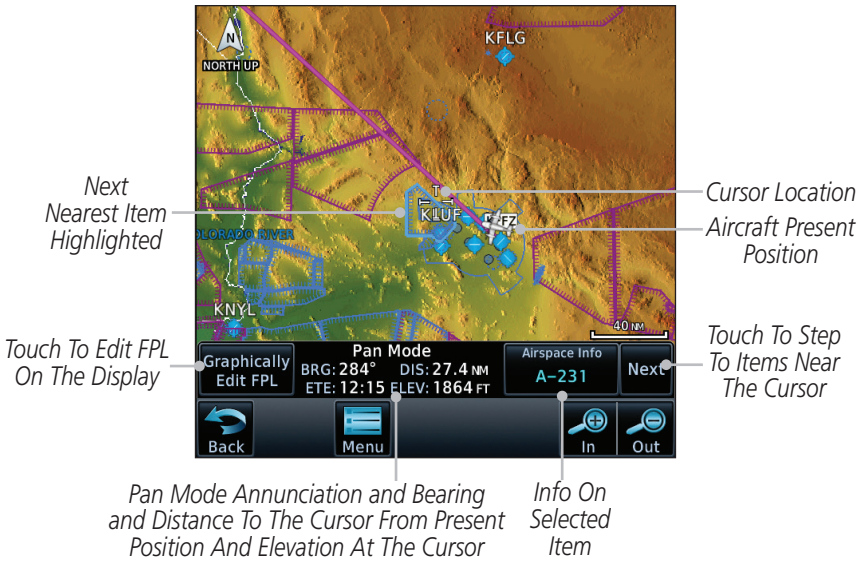 KFLG
N
NORTH UP
Next
Nearest Item
Highlighted
T
KLUF
FZ
Cursor Location
Aircraft Present
Position
COLORADO RIVER
KNYL
40 NM
Touch To Edit FPL
On The Display
Graphically
Edit FPL
Pan Mode
BRG: 284° DIS: 27.4 NM
ETE: 12:15 ELEV: 1864 FT
Airspace Info
A-231
Next
Touch To Step
To Items Near
The Cursor
Back
Menu
In
Out
Pan Mode Annunciation and Bearing
and Distance To The Cursor From Present
Position And Elevation At The Cursor
Info On
Selected
Item